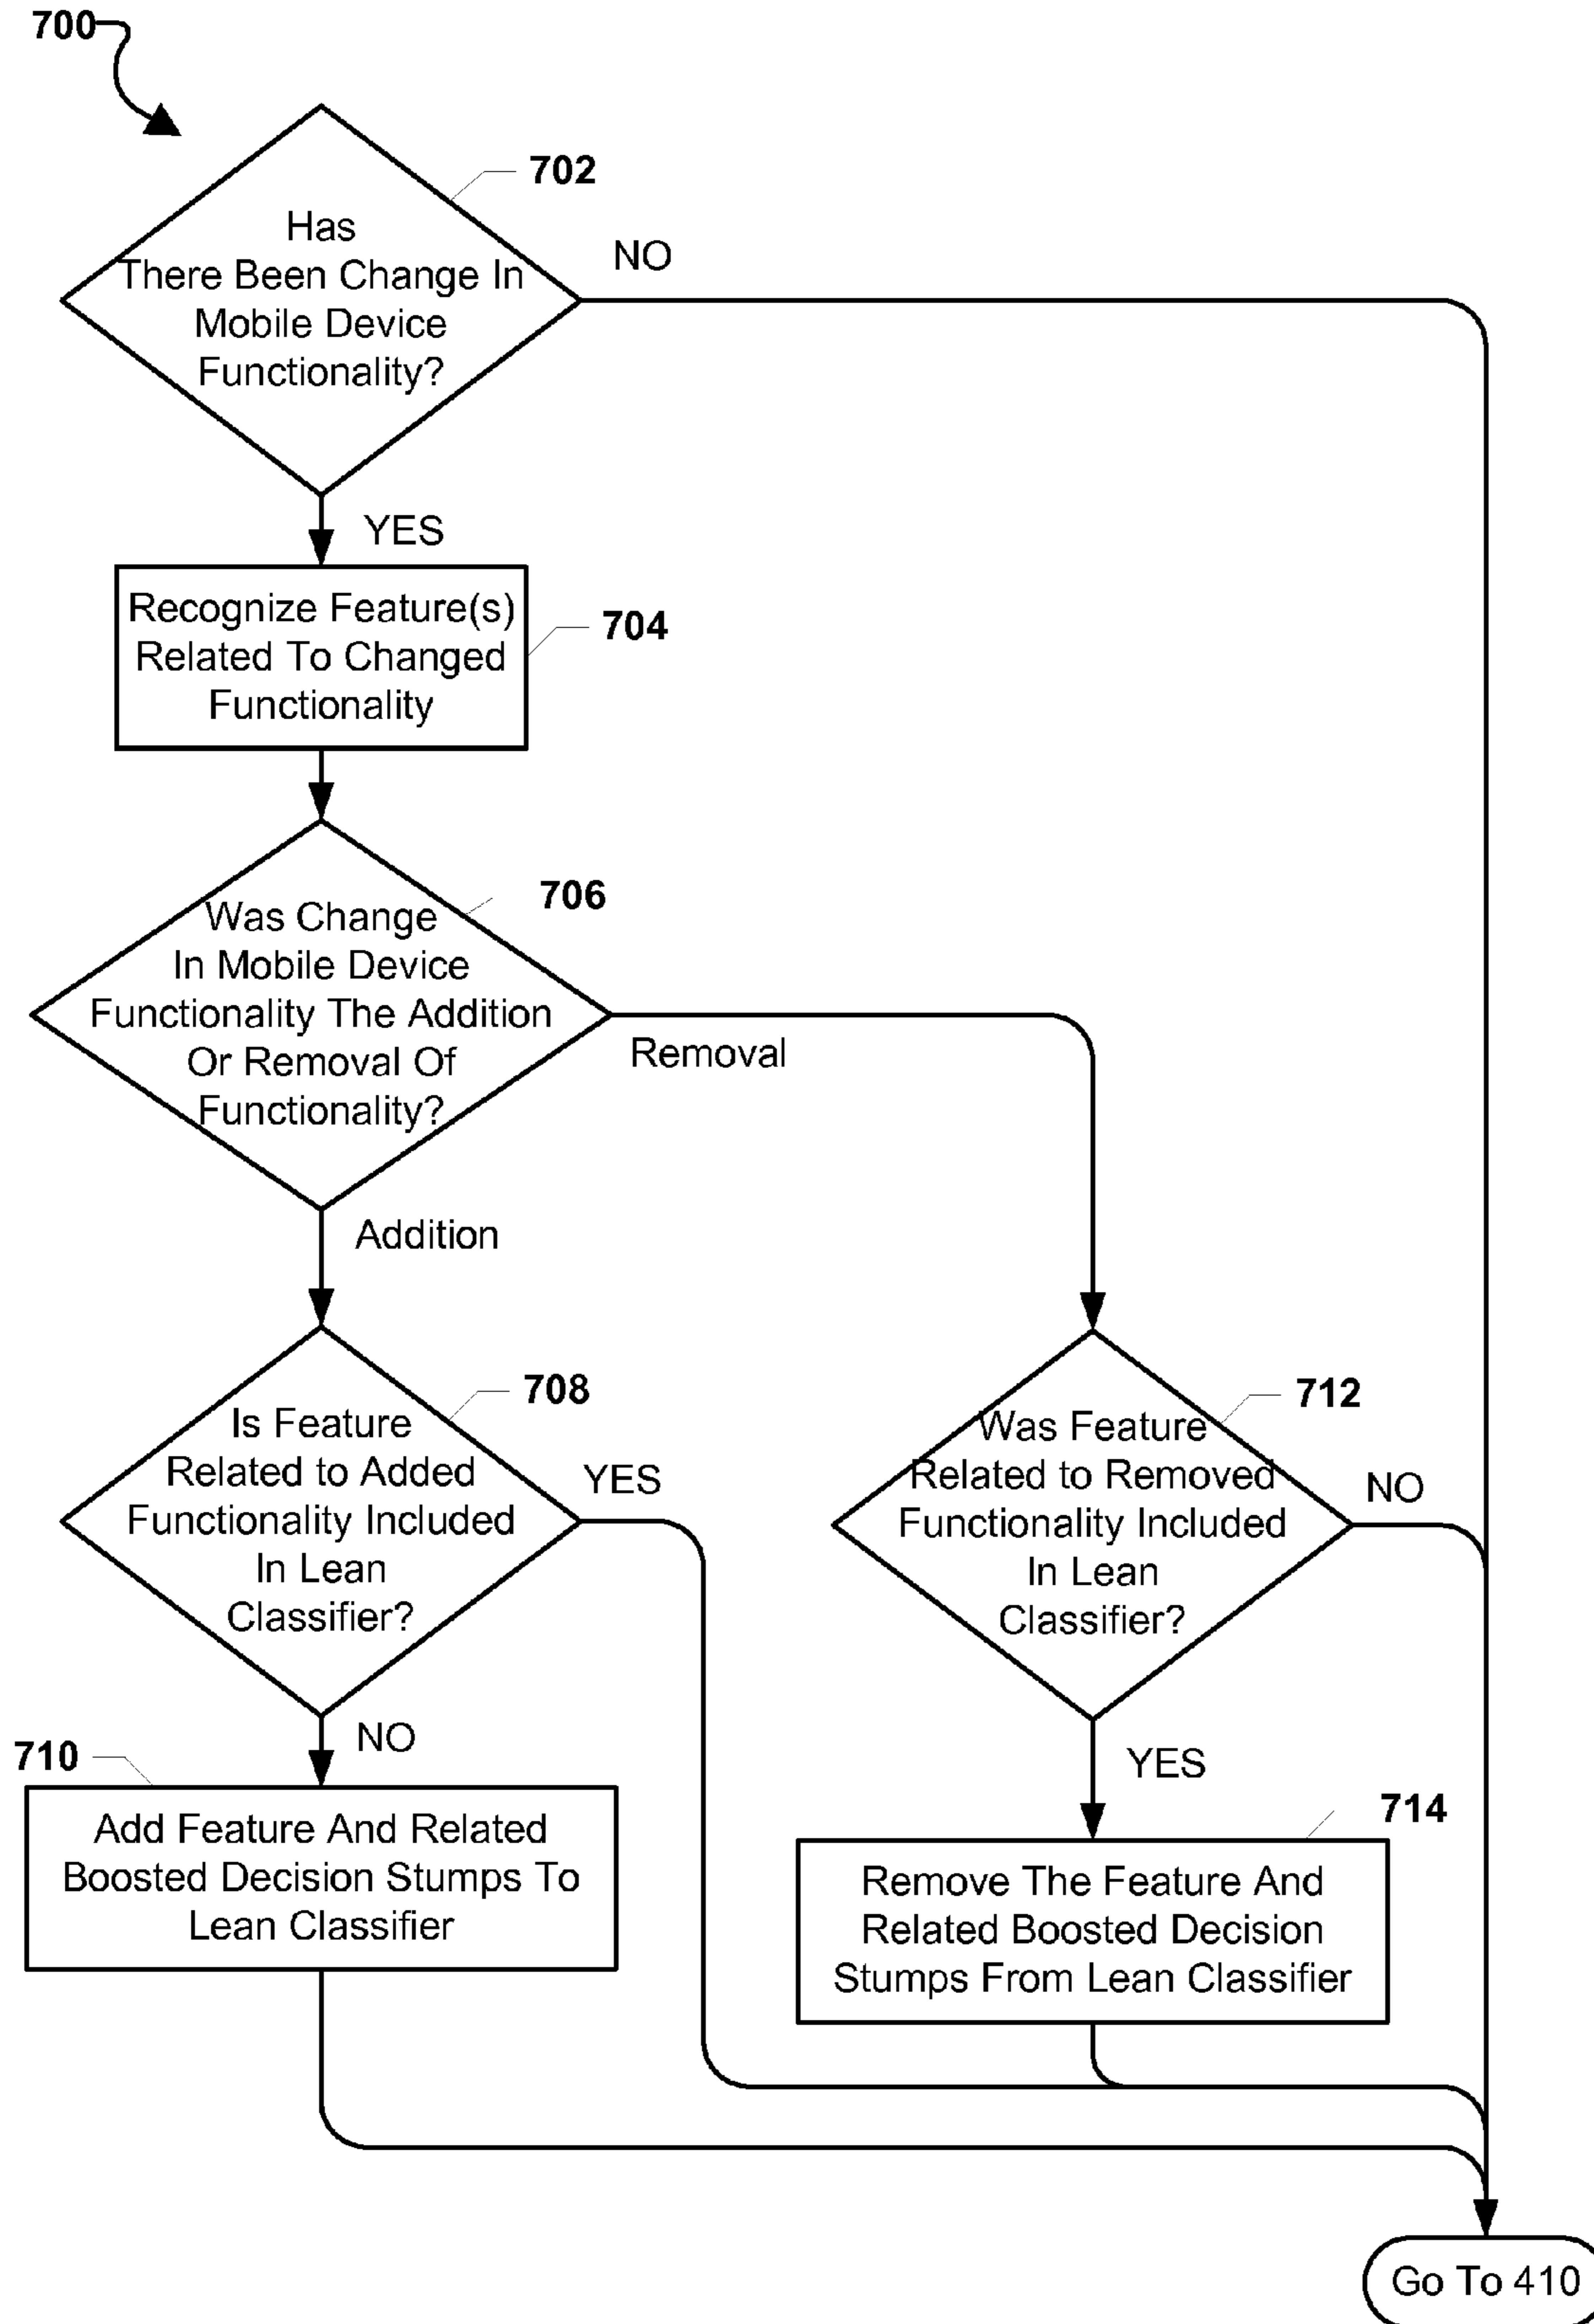 700
702
Has
There Been Change In
Mobile Device
Functionality?
NO
YES
Recognize Feature(s)
Related To Changed
Functionality
704
706
Was Change
In Mobile Device
Functionality The Addition
Or Removal Of
Functionality?
Removal
Addition
708
Is Feature
Related to Added
Functionality Included
In Lean
Classifier?
YES
712
Was Feature
Related to Removed
Functionality Included
In Lean
Classifier?
NO
NO
710
Add Feature And Related
Boosted Decision Stumps To
Lean Classifier
YES
714
Remove The Feature And
Related Boosted Decision
Stumps From Lean Classifier
Go To 410